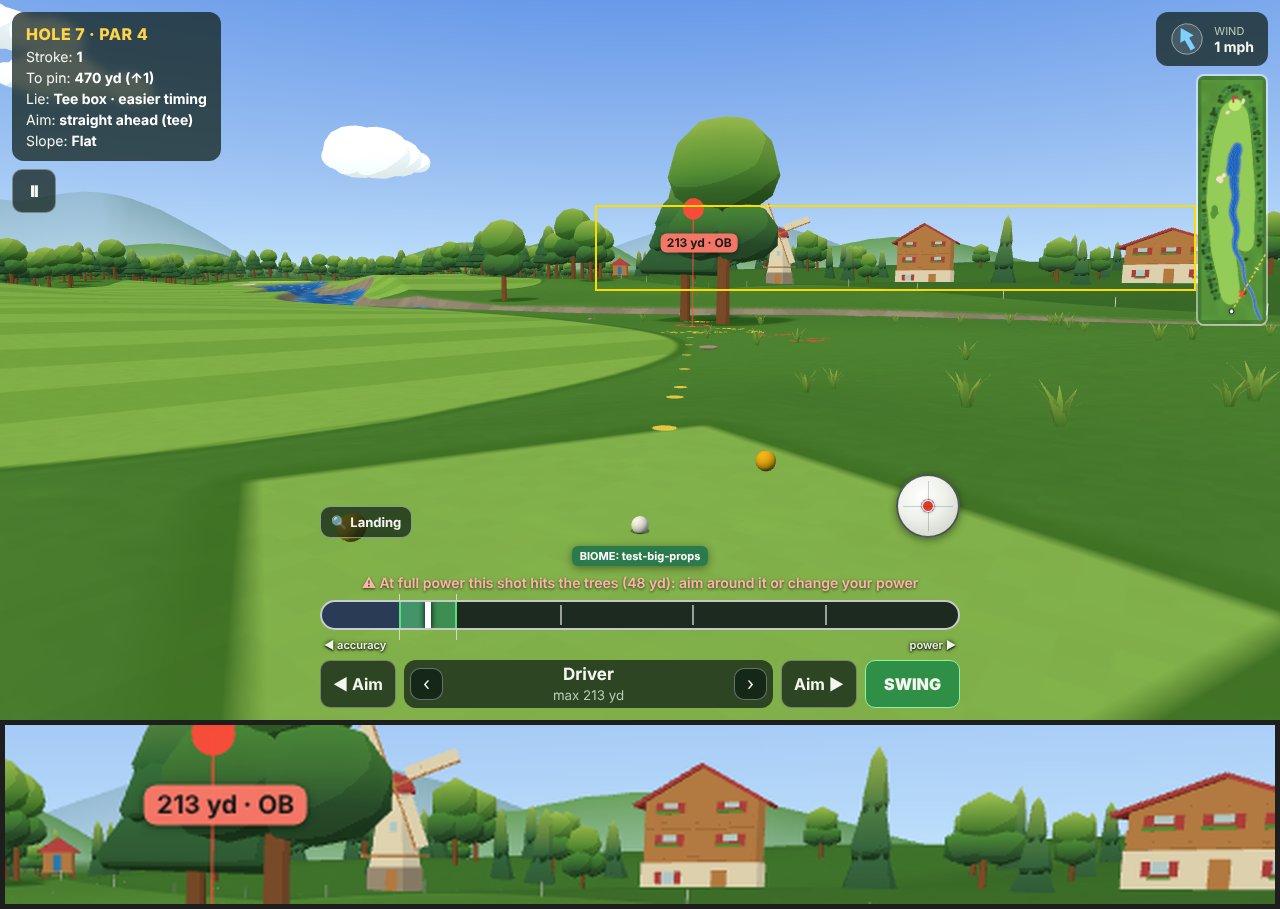 HOLE 7 · PAR 4
Stroke: 1
To pin: 470 yd (↑1)
Lie: Tee box · easier timing
Aim: straight ahead (tee)
Slope: Flat
WIND
1 mph
213 yd · OB
🔍 Landing
BIOME: test-big-props
⚠ At full power this shot hits the trees (48 yd): aim around it or change your power
◀ accuracy
power ▶
◀ Aim
‹
Driver
max 213 yd
›
Aim ▶
SWING
213 yd · OB